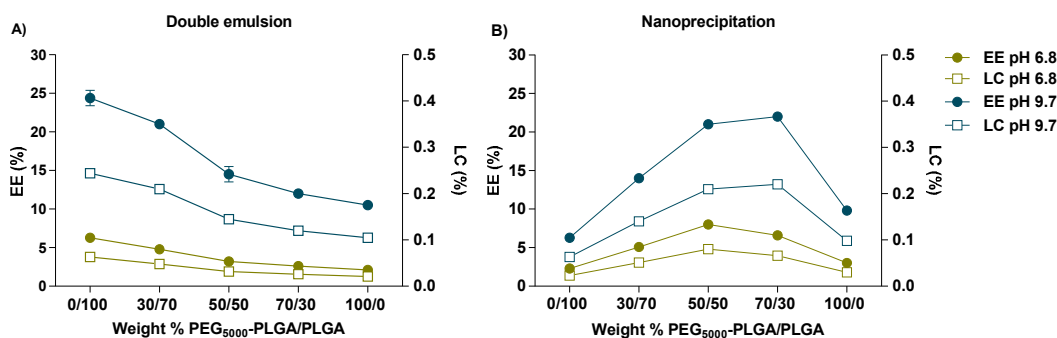 Double emulsion
Nanoprecipitation
A)
B)
30
25
20
15
10
5
0
EE (%)
0.5
0.4
0.3
0.2
0.1
0.0
LC (%)
0/100 30/70 50/50 70/30 100/0
Weight % PEG5000-PLGA/PLGA
30
25
20
15
10
5
0
EE (%)
0.5
0.4
0.3
0.2
0.1
0.0
LC (%)
0/100 30/70 50/50 70/30 100/0
Weight % PEG5000-PLGA/PLGA
EE pH 6.8
LC pH 6.8
EE pH 9.7
LC pH 9.7